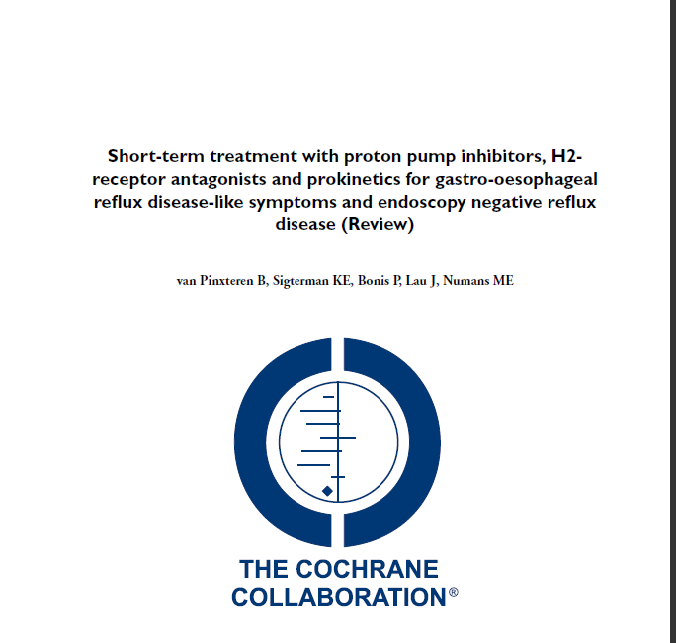 Short-term treatment with proton pump inhibitors, H2-
receptor antagonists and prokinetics for gastro-oesophageal
reflux disease-like symptoms and endoscopy negative reflux
disease (Review)
van Pinxteren B, Sigterman KE, Bonis P, Lau J, Numans ME
THE COCHRANE
COLLABORATION®